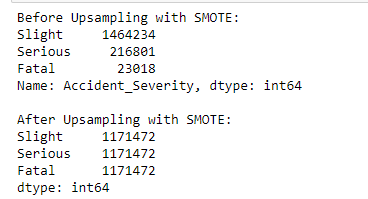 Before Upsampling with SMOTE:
Slight 1464234
Serious 216801
Fatal 23018
Name: Accident_Severity, dtype: int64
After Upsampling with SMOTE:
Slight 1171472
Serious 1171472
Fatal 1171472
dtype: int64